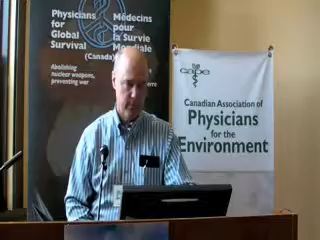 Physicians for
Global
Survival
(Canada)
Abolishing
nuclear weapons,
preventing war
Médecins
pour
la Survie
Mondiale
cape
Canadian Association of
Physicians
for the
Environment